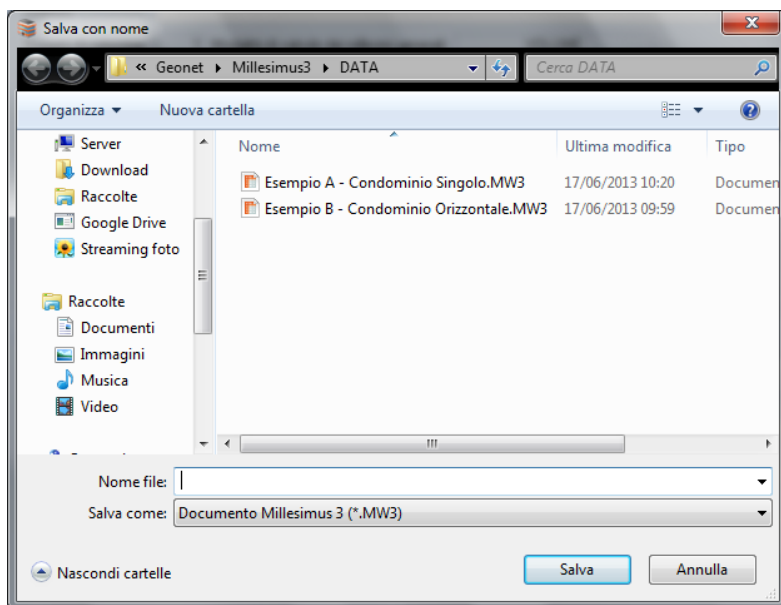 Salva con nome
« Geonet Millesimus3 DATA
Cerca DATA
Organizza Nuova cartella
Server
Download
Raccolte
Google Drive
Streaming foto
Raccolte
Documenti
Immagini
Musica
Video
Nome Ultima modifica Tipo
Esempio A - Condominio Singolo.MW3 17/06/2013 10:20 Documen
Esempio B - Condominio Orizzontale.MW3 17/06/2013 09:59 Documen
Nome file:
Salva come: Documento Millesimus 3 (*.MW3)
Nascondi cartelle Salva Annulla